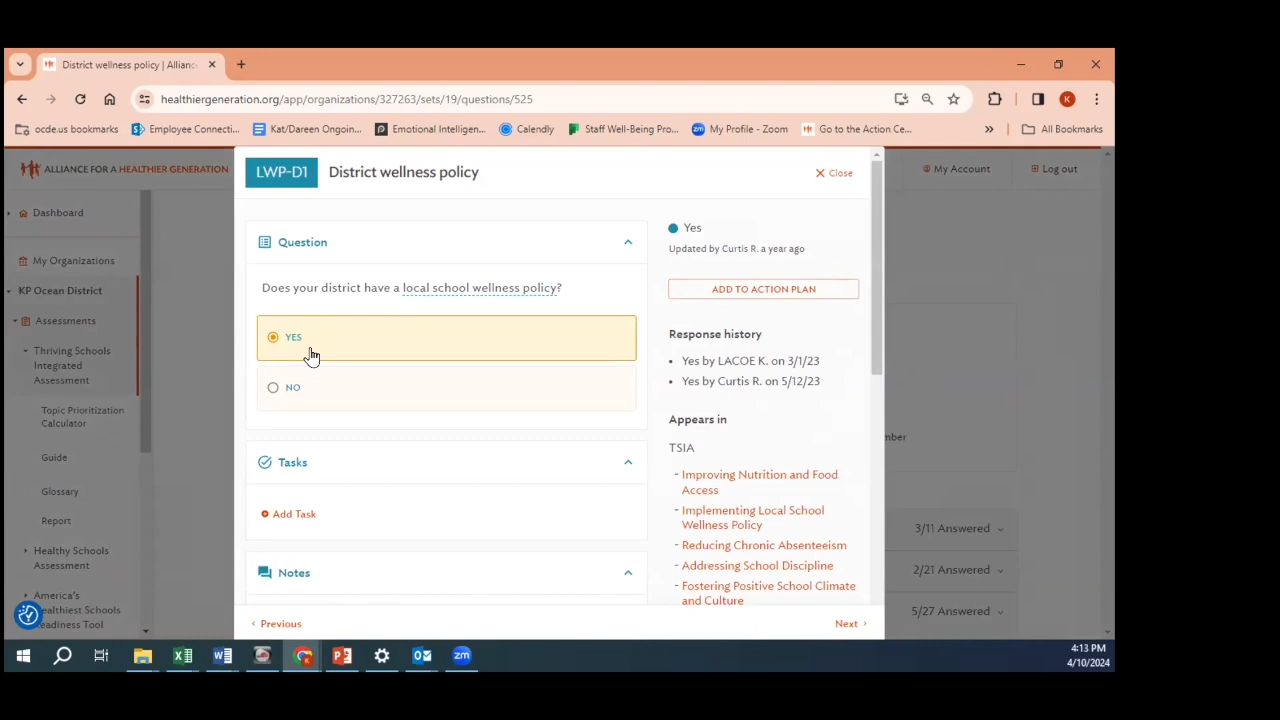 District wellness policy | Allianc
healthiergeneration.org/app/organizations/327263/sets/19/questions/525
ocde.us bookmarks
Employee Connecti...
Kat/Dareen Ongoin...
Emotional Intelligen...
Calendly
Staff Well-Being Pro...
My Profile - Zoom
Go to the Action Ce...
»
All Bookmarks
K
ALLIANCE FOR A HEALTHIER GENERATION
My Account
Log out
Dashboard
My Organizations
KP Ocean District
Assessments
Thriving Schools
Integrated
Assessment
Topic Prioritization
Calculator
Guide
Glossary
Report
Healthy Schools
Assessment
America's
Healthiest Schools
Readiness Tool
LWP-D1
District wellness policy
Close
Question
Does your district have a local school wellness policy?
YES
NO
Tasks
Add Task
Notes
Yes
Updated by Curtis R. a year ago
ADD TO ACTION PLAN
Response history
• Yes by LACOE K. on 3/1/23
• Yes by Curtis R. on 5/12/23
Appears in
TSIA
- Improving Nutrition and Food
Access
- Implementing Local School
Wellness Policy
- Reducing Chronic Absenteeism
- Addressing School Discipline
- Fostering Positive School Climate
and Culture
‹ Previous
Next ›
3/11 Answered
2/21 Answered
5/27 Answered
4:13 PM
4/10/2024